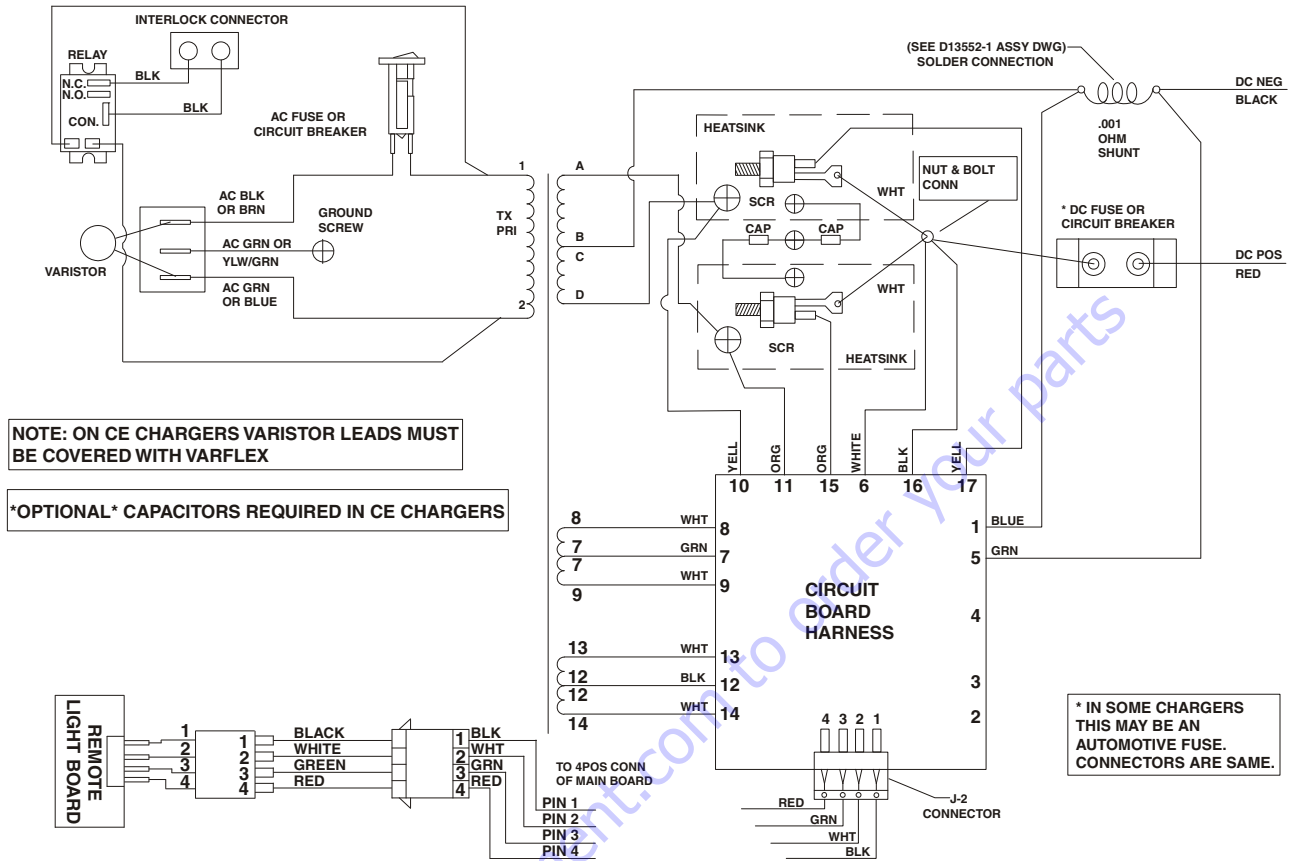 INTERLOCK CONNECTOR
RELAY
N.C.
N.O.
CON.
BLK
BLK
AC FUSE OR
CIRCUIT BREAKER
AC BLK
OR BRN
GROUND
SCREW
AC GRN OR
YLW/GRN
AC GRN
OR BLUE
VARISTOR
1
TX
PRI
2
A
B
C
D
HEATSINK
SCR
WHT
CAP
CAP
WHT
SCR
HEATSINK
NUT & BOLT
CONN
(SEE D13552-1 ASSY DWG)
SOLDER CONNECTION
.001
OHM
SHUNT
DC NEG
BLACK
* DC FUSE OR
CIRCUIT BREAKER
DC POS
RED
NOTE: ON CE CHARGERS VARISTOR LEADS MUST
BE COVERED WITH VARFLEX
*OPTIONAL* CAPACITORS REQUIRED IN CE CHARGERS
YELL
ORG
ORG
WHITE
BLK
YELL
10
11
15
6
16
17
8
WHT
8
7
GRN
7
7
WHT
9
9
13
WHT
13
12
BLK
12
12
WHT
14
14
1
BLUE
5
GRN
4
3
2
CIRCUIT
BOARD
HARNESS
4 3 2 1
J-2
CONNECTOR
RED
GRN
WHT
BLK
REMOTE
LIGHT BOARD
1
2
3
4
1
2
3
4
BLACK
WHITE
GREEN
RED
1
2
3
4
BLK
WHT
GRN
RED
TO 4POS CONN
OF MAIN BOARD
PIN 1
PIN 2
PIN 3
PIN 4
* IN SOME CHARGERS
THIS MAY BE AN
AUTOMOTIVE FUSE.
CONNECTORS ARE SAME.
ent.com to order your parts